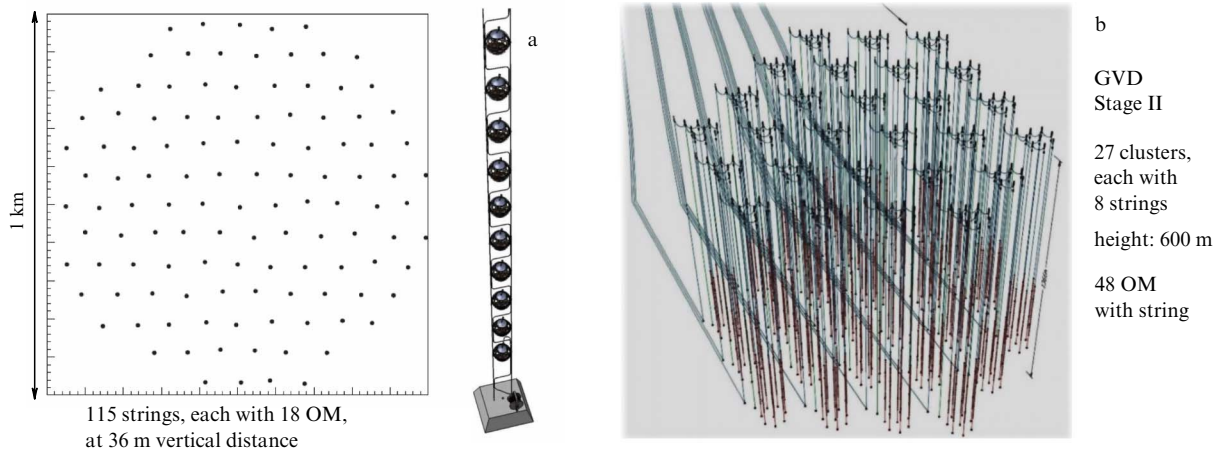 1 km
115 strings, each with 18 OM,
at 36 m vertical distance
a
b
GVD
Stage II
27 clusters,
each with
8 strings
height: 600 m
48 OM
with string